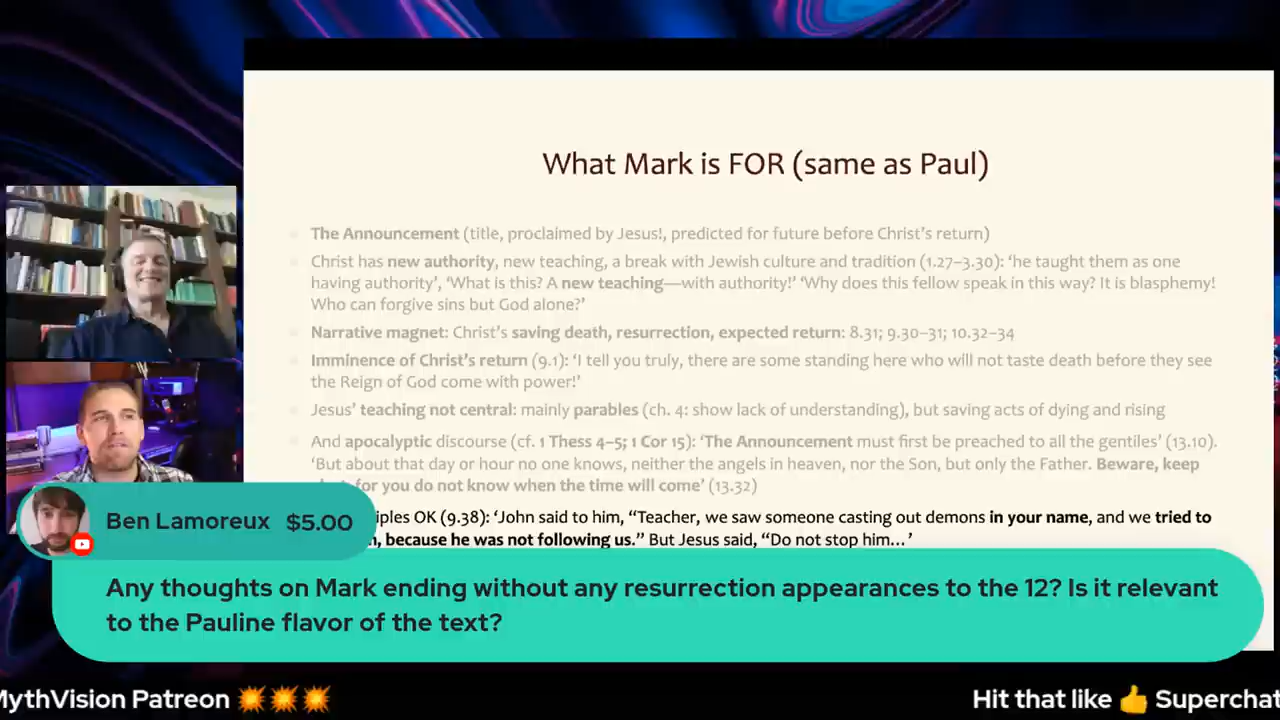 What Mark is FOR (same as Paul)
The Announcement (title, proclaimed by Jesus!, predicted for future before Christ's return)
Christ has new authority, new teaching, a break with Jewish culture and tradition (1.27–3.30): 'he taught them as one
having authority', 'What is this? A new teaching—with authority!' 'Why does this fellow speak in this way? It is blasphemy!
Who can forgive sins but God alone?'
Narrative magnet: Christ's saving death, resurrection, expected return: 8.31; 9.30–31; 10.32–34
Imminence of Christ's return (9.1): 'I tell you truly, there are some standing here who will not taste death before they see
the Reign of God come with power!'
Jesus' teaching not central: mainly parables (ch. 4: show lack of understanding), but saving acts of dying and rising
And apocalyptic discourse (cf. 1 Thess 4–5; 1 Cor 15): 'The Announcement must first be preached to all the gentiles' (13.10).
'But about that day or hour no one knows, neither the angels in heaven, nor the Son, but only the Father. Beware, keep
for you do not know when the time will come' (13.32)
iples OK (9.38): 'John said to him, "Teacher, we saw someone casting out demons in your name, and we tried to
because he was not following us." But Jesus said, "Do not stop him…'
Ben Lamoreux $5.00
Any thoughts on Mark ending without any resurrection appearances to the 12? Is it relevant
to the Pauline flavor of the text?
MythVision Patreon 💥💥💥 Hit that like 👍 Superchat